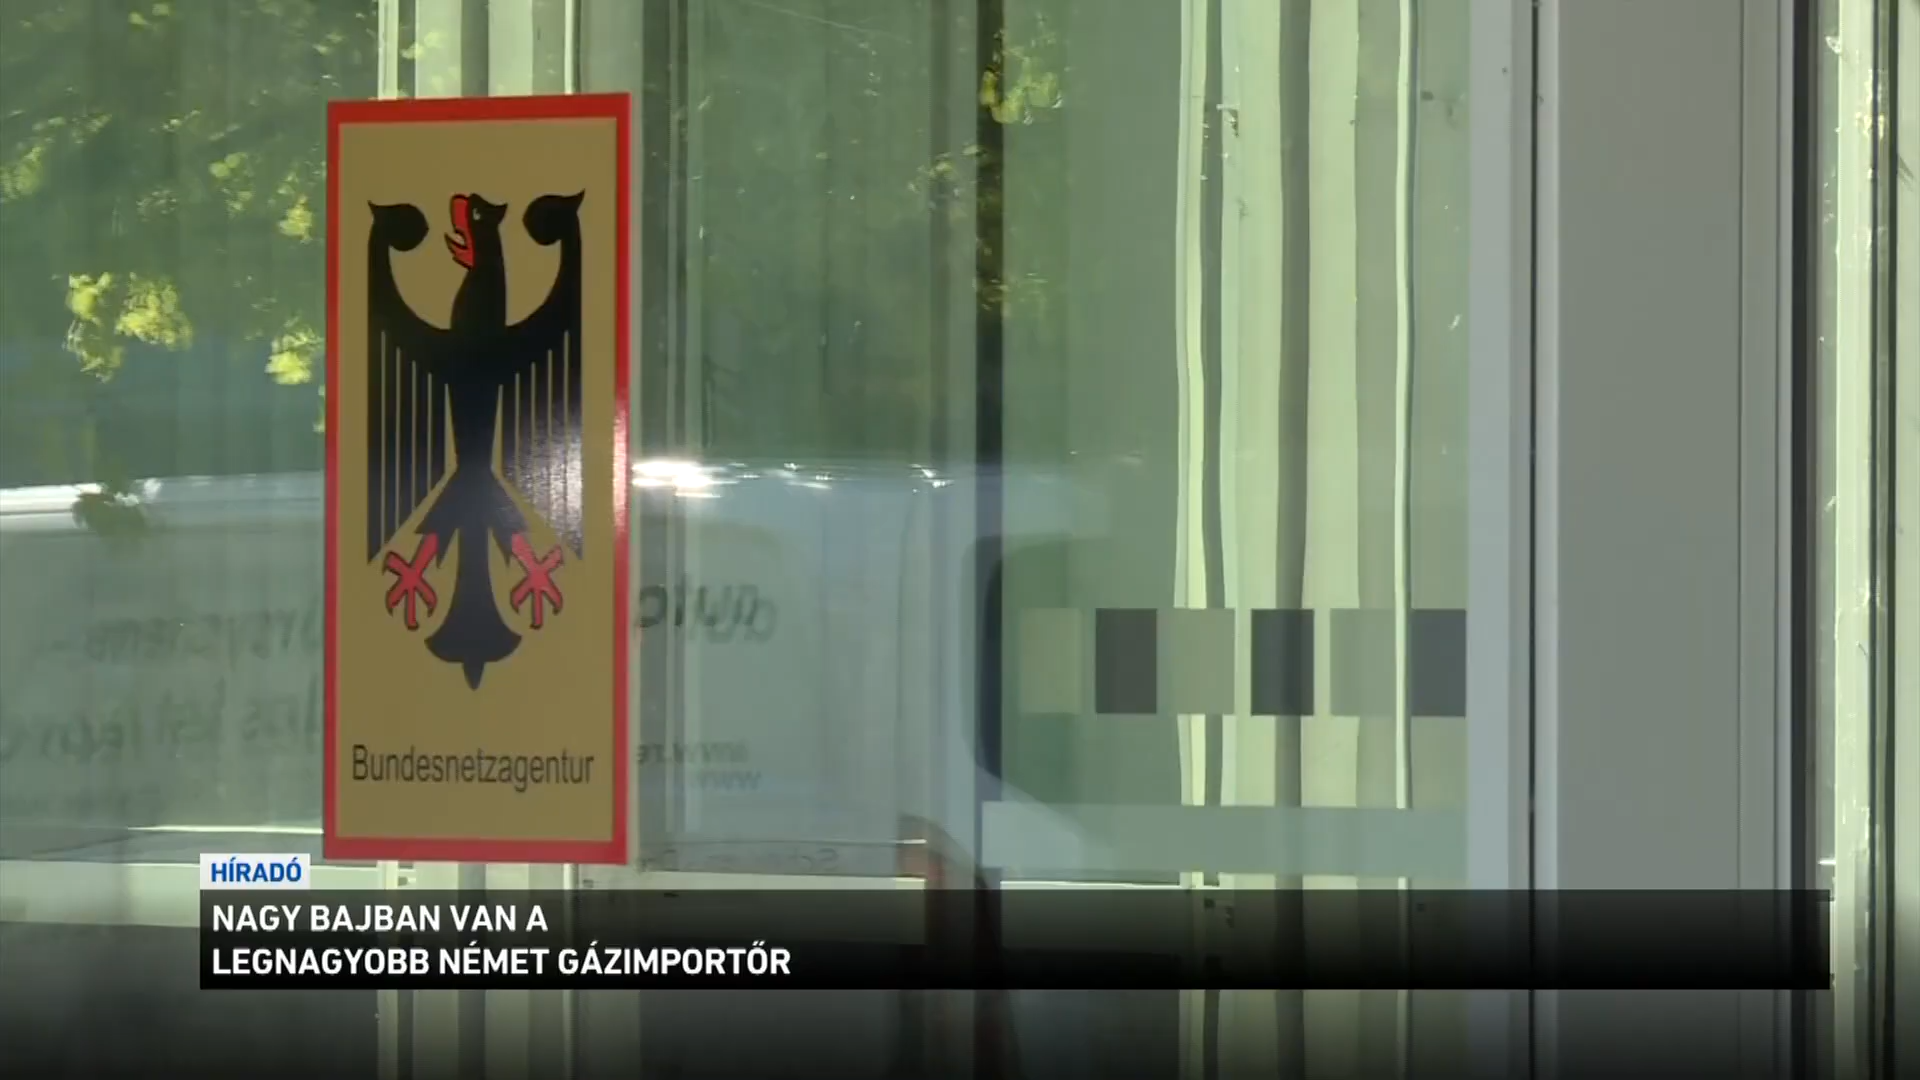 Bundesnetzagentur
HÍRADÓ
NAGY BAJBAN VAN A
LEGNAGYOBB NÉMET GÁZIMPORTŐR